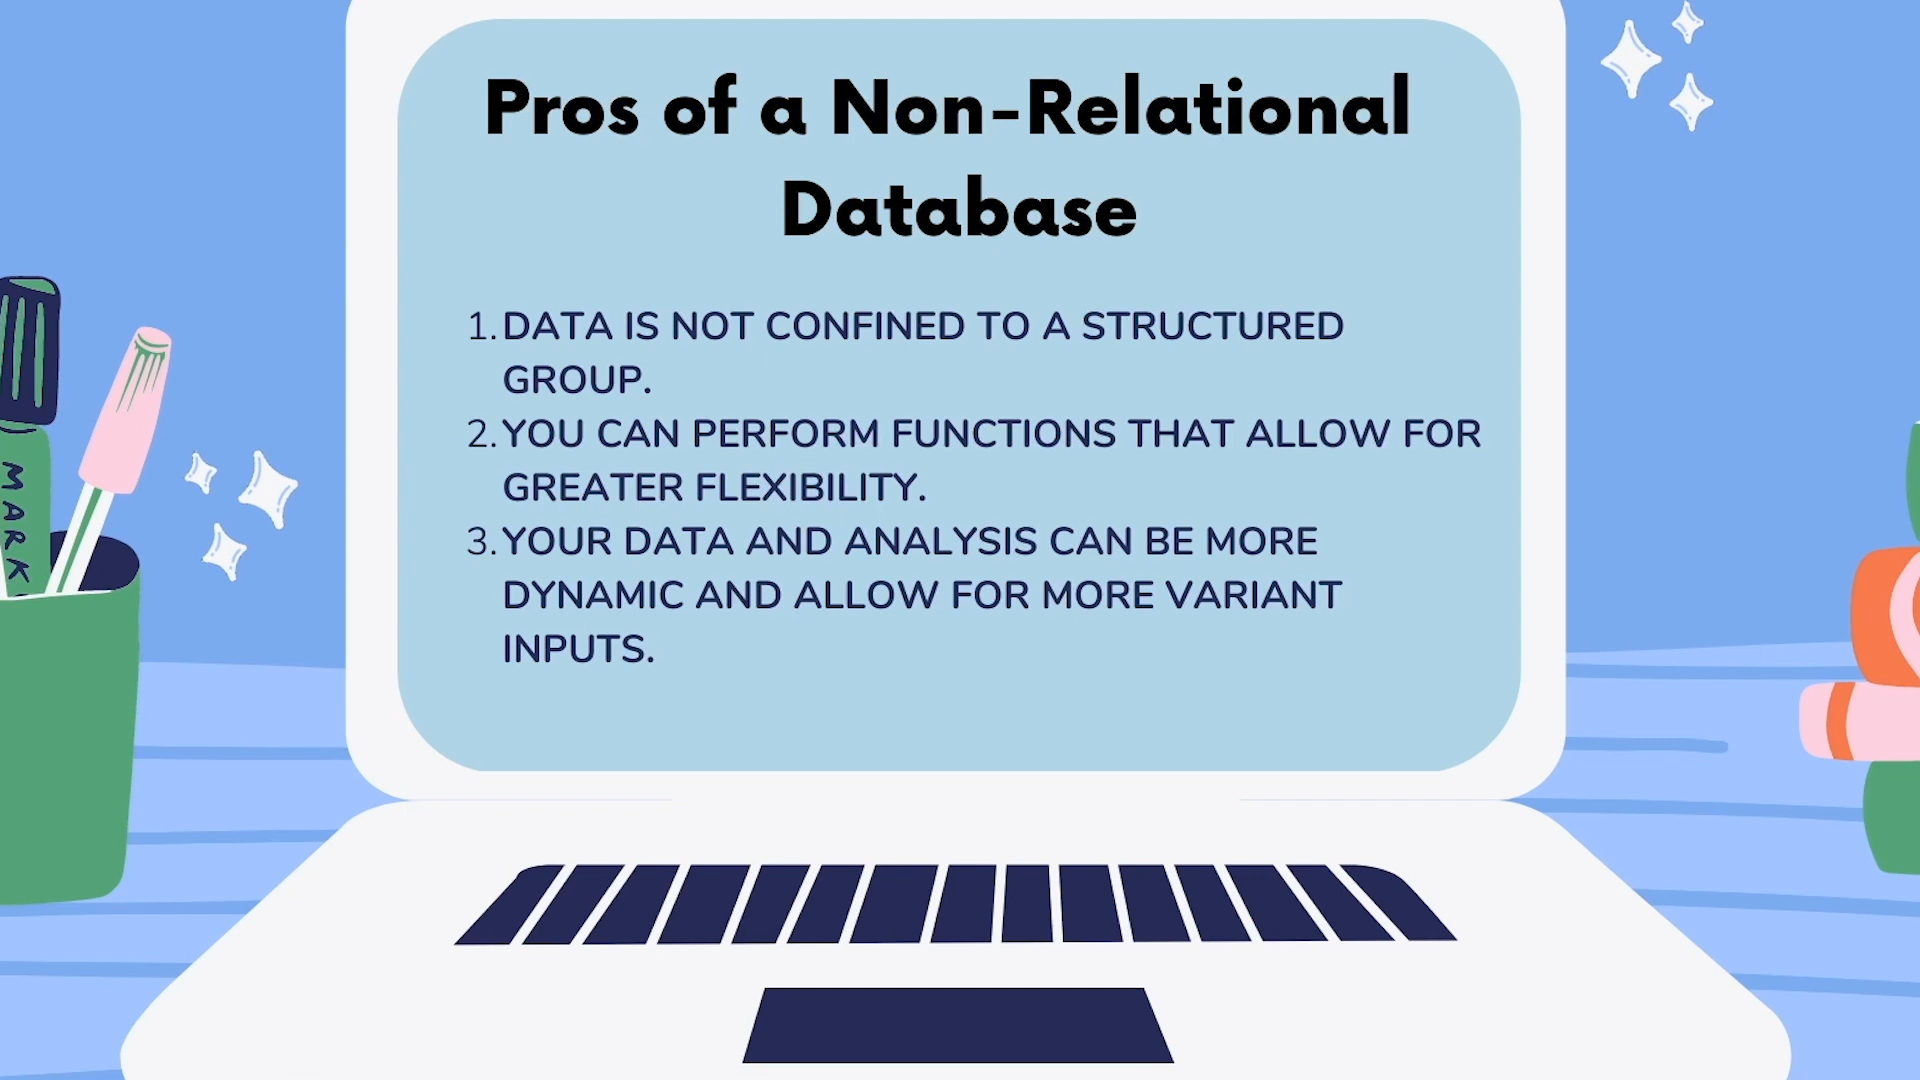 Pros of a Non-Relational
Database
1. DATA IS NOT CONFINED TO A STRUCTURED
GROUP.
2. YOU CAN PERFORM FUNCTIONS THAT ALLOW FOR
GREATER FLEXIBILITY.
3. YOUR DATA AND ANALYSIS CAN BE MORE
DYNAMIC AND ALLOW FOR MORE VARIANT
INPUTS.
MARK